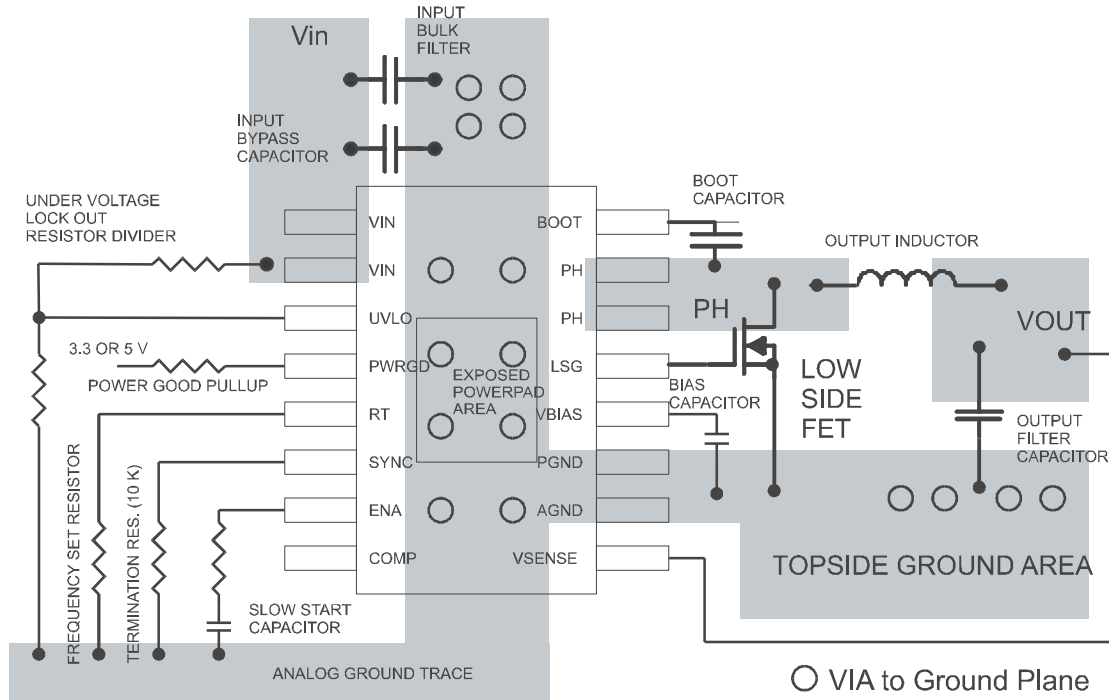 INPUT
BULK
FILTER
Vin
INPUT
BYPASS
CAPACITOR
UNDER VOLTAGE
LOCK OUT
RESISTOR DIVIDER
BOOT
CAPACITOR
OUTPUT INDUCTOR
VIN
BOOT
VIN
PH
UVLO
PH
PH
VOUT
3.3 OR 5 V
PWRGD
LSG
POWER GOOD PULLUP
EXPOSED
POWERPAD
AREA
BIAS
CAPACITOR
LOW
SIDE
FET
RT
VBIAS
OUTPUT
FILTER
CAPACITOR
SYNC
PGND
ENA
AGND
COMP
VSENSE
TOPSIDE GROUND AREA
FREQUENCY SET RESISTOR
TERMINATION RES. (10 K)
SLOW START
CAPACITOR
ANALOG GROUND TRACE
VIA to Ground Plane